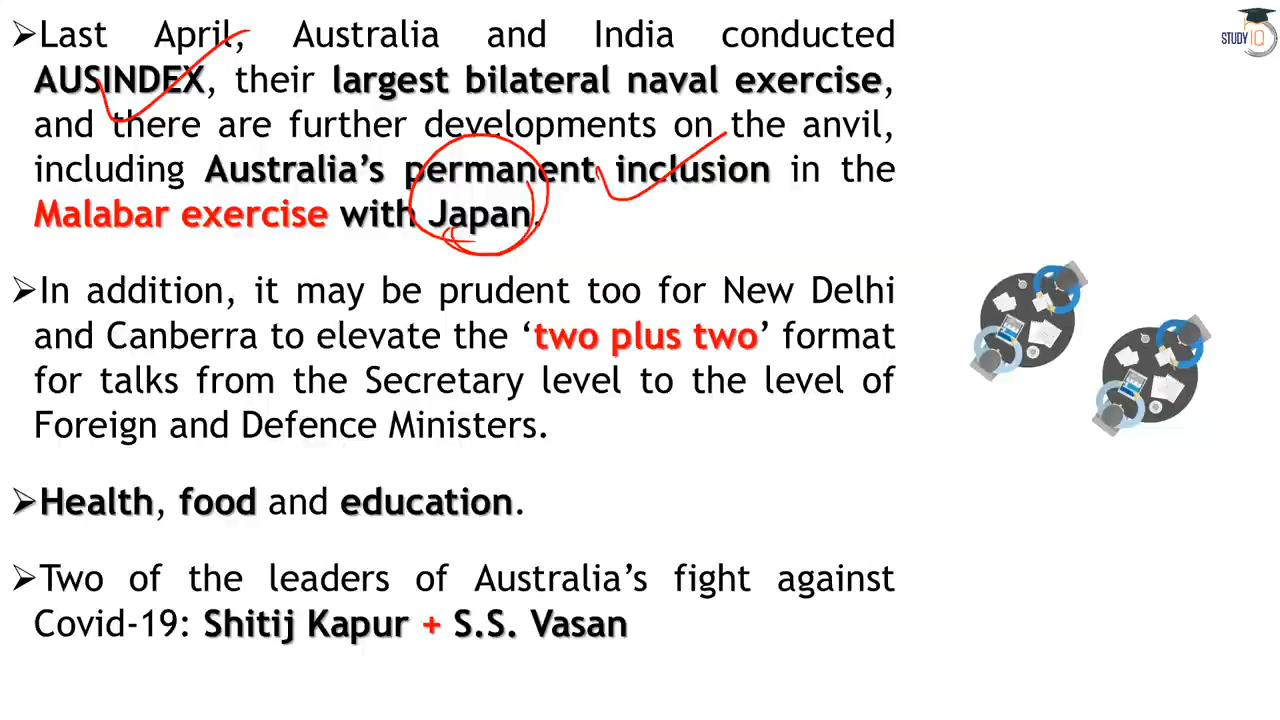 ➢Last April, Australia and India conducted
AUSINDEX, their largest bilateral naval exercise,
and there are further developments on the anvil,
including Australia’s permanent inclusion in the
Malabar exercise with Japan.
➢In addition, it may be prudent too for New Delhi
and Canberra to elevate the ‘two plus two’ format
for talks from the Secretary level to the level of
Foreign and Defence Ministers.
➢Health, food and education.
➢Two of the leaders of Australia’s fight against
Covid-19: Shitij Kapur + S.S. Vasan
STUDY IQ